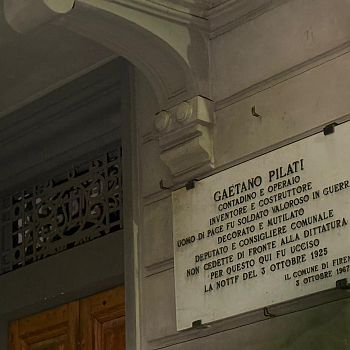 GAETANO PILATI
CONTADINO E OPERAIO
INVENTORE E COSTRUTTORE
UOMO DI PACE FU SOLDATO VALOROSO IN GUERRA
DECORATO E MUTILATO
DEPUTATO E CONSIGLIERE COMUNALE
NON CEDETTE DI FRONTE ALLA DITTATURA
PER QUESTO QUI FU UCCISO
LA NOTTE DEL 3 OTTOBRE 1925
IL COMUNE DI FIREN
3 OTTOBRE 1967